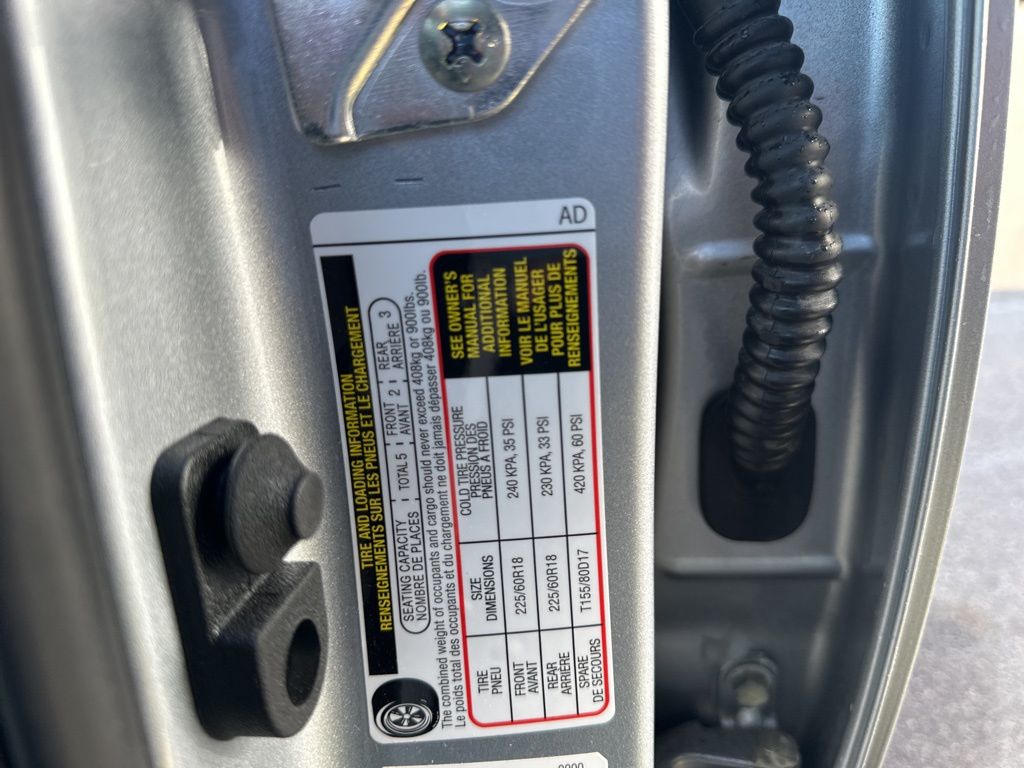 AD
TIRE AND LOADING INFORMATION
RENSEIGNEMENTS SUR LES PNEUS ET LE CHARGEMENT
SEATING CAPACITY TOTAL 5 FRONT 2 REAR 3
NOMBRE DE PLACES AVANT ARRIÈRE
The combined weight of occupants and cargo should never exceed 408kg or 900lbs.
Le poids total des occupants et du chargement ne doit jamais dépasser 408kg ou 900lb.
TIRE SIZE COLD TIRE PRESSURE
PNEU DIMENSIONS PRESSION DES
PNEUS À FROID
FRONT 225/60R18 240 KPA, 35 PSI
AVANT
REAR 225/60R18 230 KPA, 33 PSI
ARRIÈRE
SPARE T155/80D17 420 KPA, 60 PSI
DE SECOURS
SEE OWNER'S
MANUAL FOR
ADDITIONAL
INFORMATION
VOIR LE MANUEL
DE L'USAGER
POUR PLUS DE
RENSEIGNEMENTS